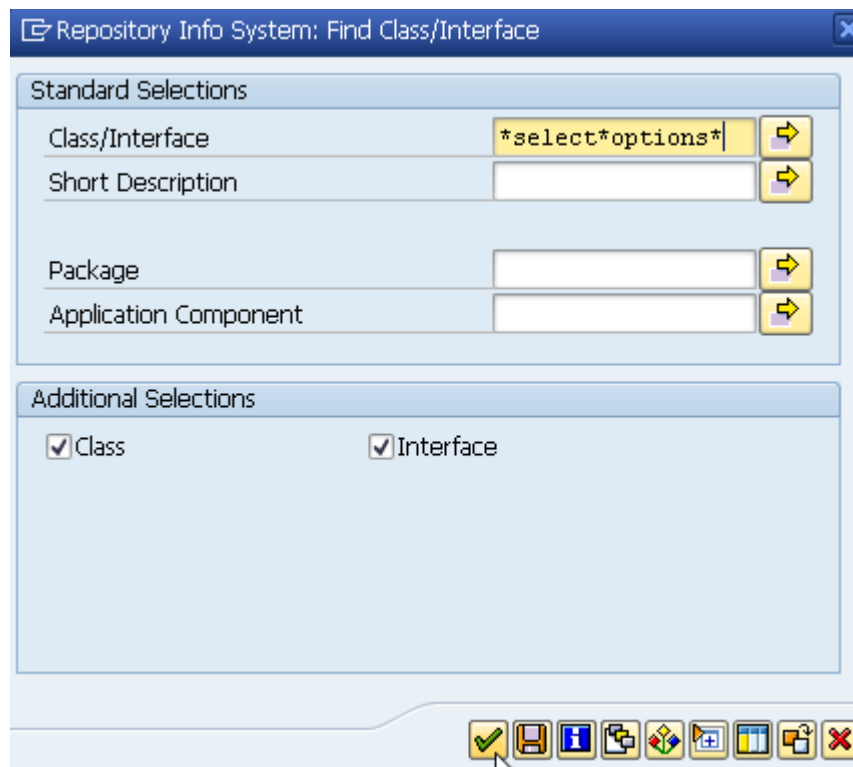 Repository Info System: Find Class/Interface
Standard Selections
Class/Interface *select*options*
Short Description
Package
Application Component
Additional Selections
Class Interface